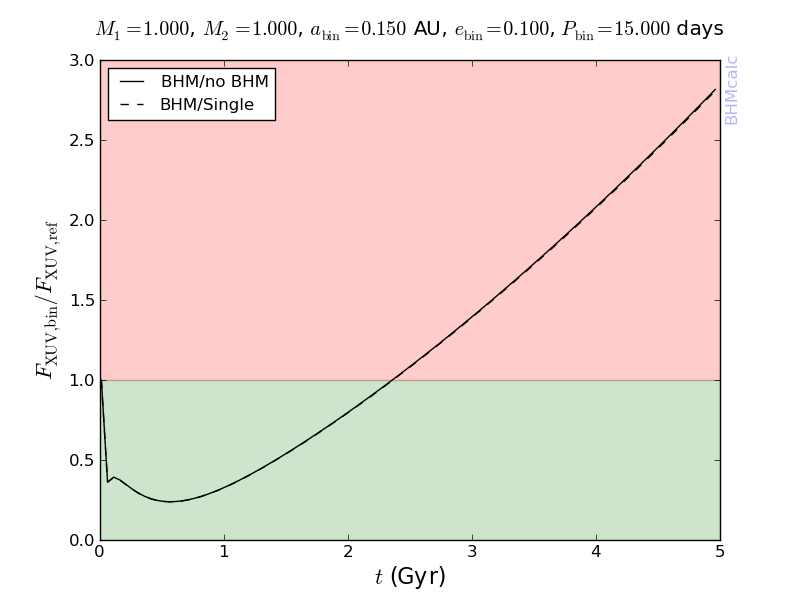 M1=1.000, M2=1.000, abin=0.150 AU, ebin=0.100, Pbin=15.000 days
BHM/no BHM
BHM/Single
BHMcalc
FXUV,bin/FXUV,ref
3.0
2.5
2.0
1.5
1.0
0.5
0.0
0 1 2 3 4 5
t (Gyr)